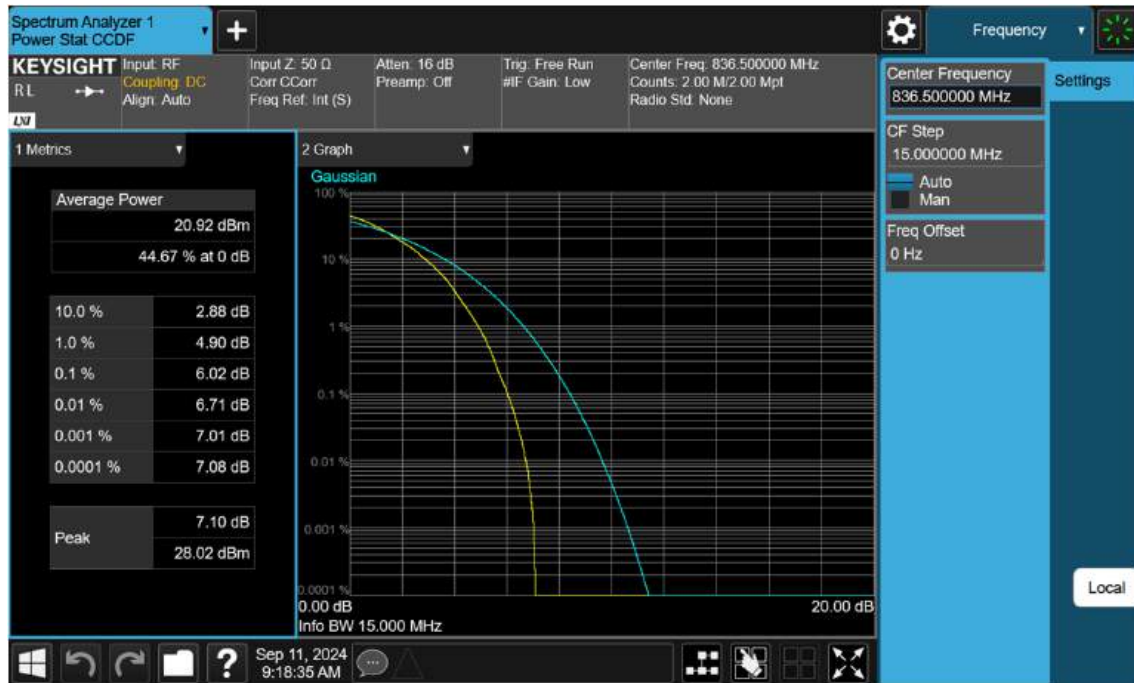 Spectrum Analyzer 1
Power Stat CCDF
Frequency
KEYSIGHT
RL
LXI
Input: RF
Coupling: DC
Align: Auto
Input Z: 50 Ω
Corr CCorr
Freq Ref: Int (S)
Atten: 16 dB
Preamp: Off
Trig: Free Run
#IF Gain: Low
Center Freq: 836.500000 MHz
Counts: 2.00 M/2.00 Mpt
Radio Std: None
Center Frequency
836.500000 MHz
Settings
CF Step
15.000000 MHz
Auto
Man
Freq Offset
0 Hz
Local
1 Metrics
Average Power
20.92 dBm
44.67 % at 0 dB
10.0 % 2.88 dB
1.0 % 4.90 dB
0.1 % 6.02 dB
0.01 % 6.71 dB
0.001 % 7.01 dB
0.0001 % 7.08 dB
Peak
7.10 dB
28.02 dBm
2 Graph
Gaussian
100 %
10 %
1 %
0.1 %
0.01 %
0.001 %
0.0001 %
0.00 dB 20.00 dB
Info BW 15.000 MHz
?
Sep 11, 2024
9:18:35 AM